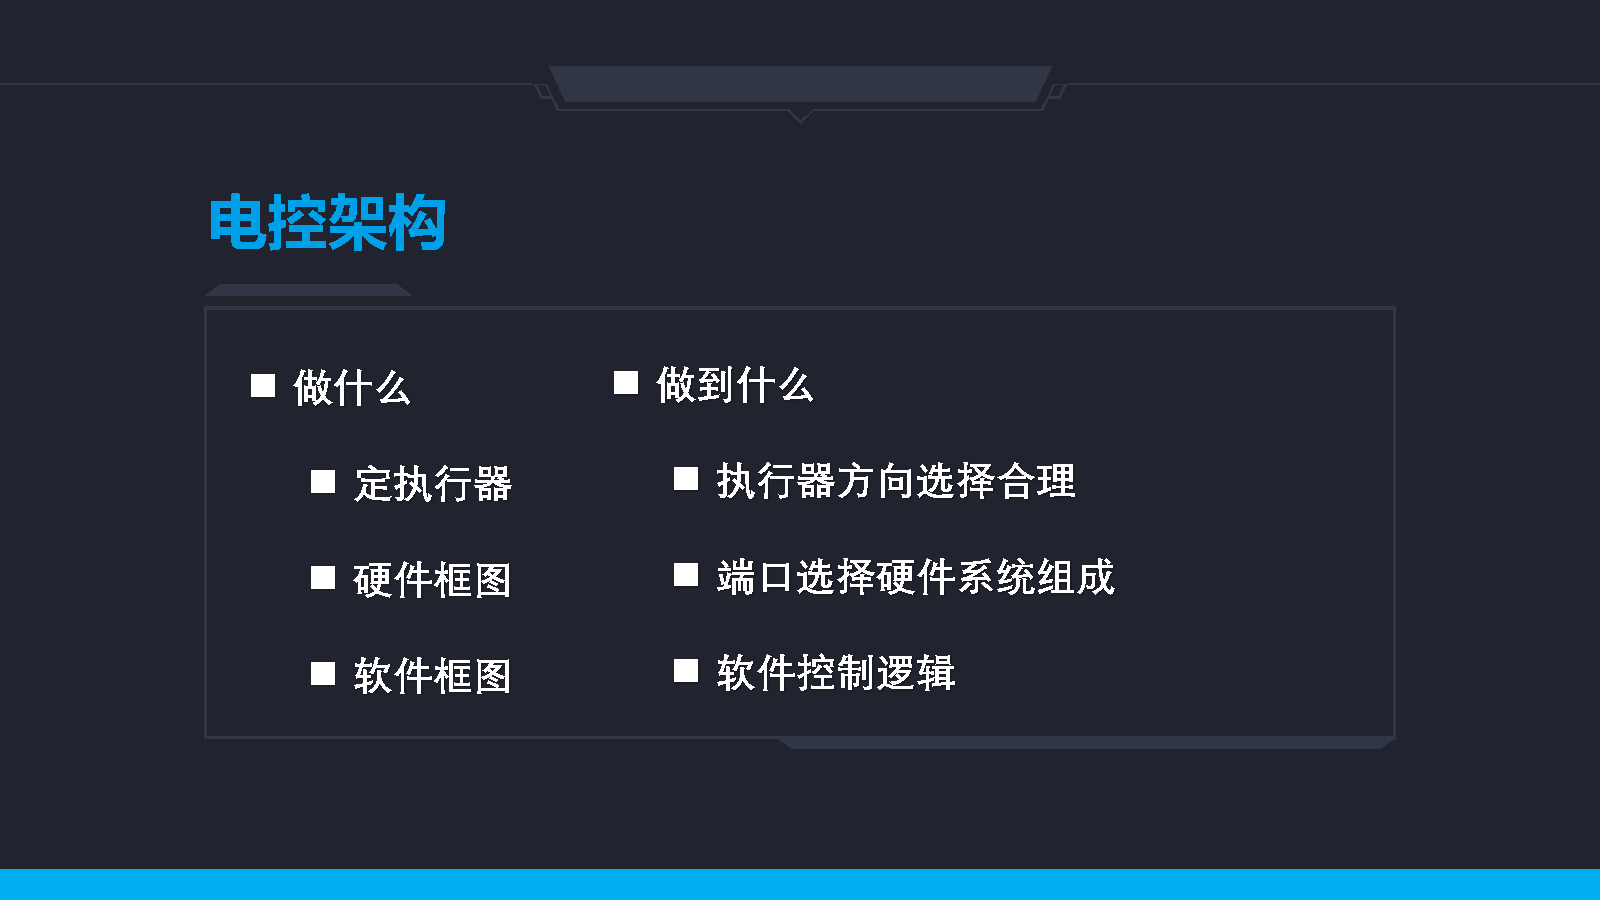 电控架构
■ 做什么
■ 定执行器
■ 硬件框图
■ 软件框图
■ 做到什么
■ 执行器方向选择合理
■ 端口选择硬件系统组成
■ 软件控制逻辑